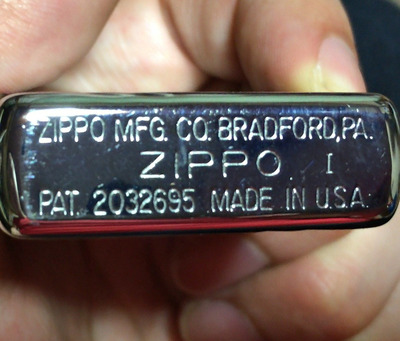 ZIPPO MFG. CO. BRADFORD, PA.
ZIPPO I
PAT. 2032695 MADE IN U.S.A.